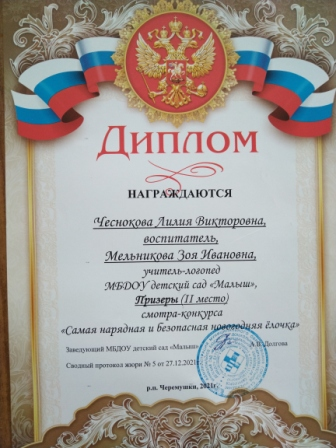 ДИПЛОМ
НАГРАЖДАЮТСЯ
Чеснокова Лилия Викторовна,
воспитатель,
Мельникова Зоя Ивановна,
учитель-логопед
МБДОУ детский сад «Малыш»,
Призеры (II место)
смотра-конкурса
«Самая нарядная и безопасная новогодняя ёлочка»
Заведующий МБДОУ детский сад «Малыш» А.В.Долгова
Сводный протокол жюри № 5 от 27.12.2021
р.п. Черемушки, 2021г.